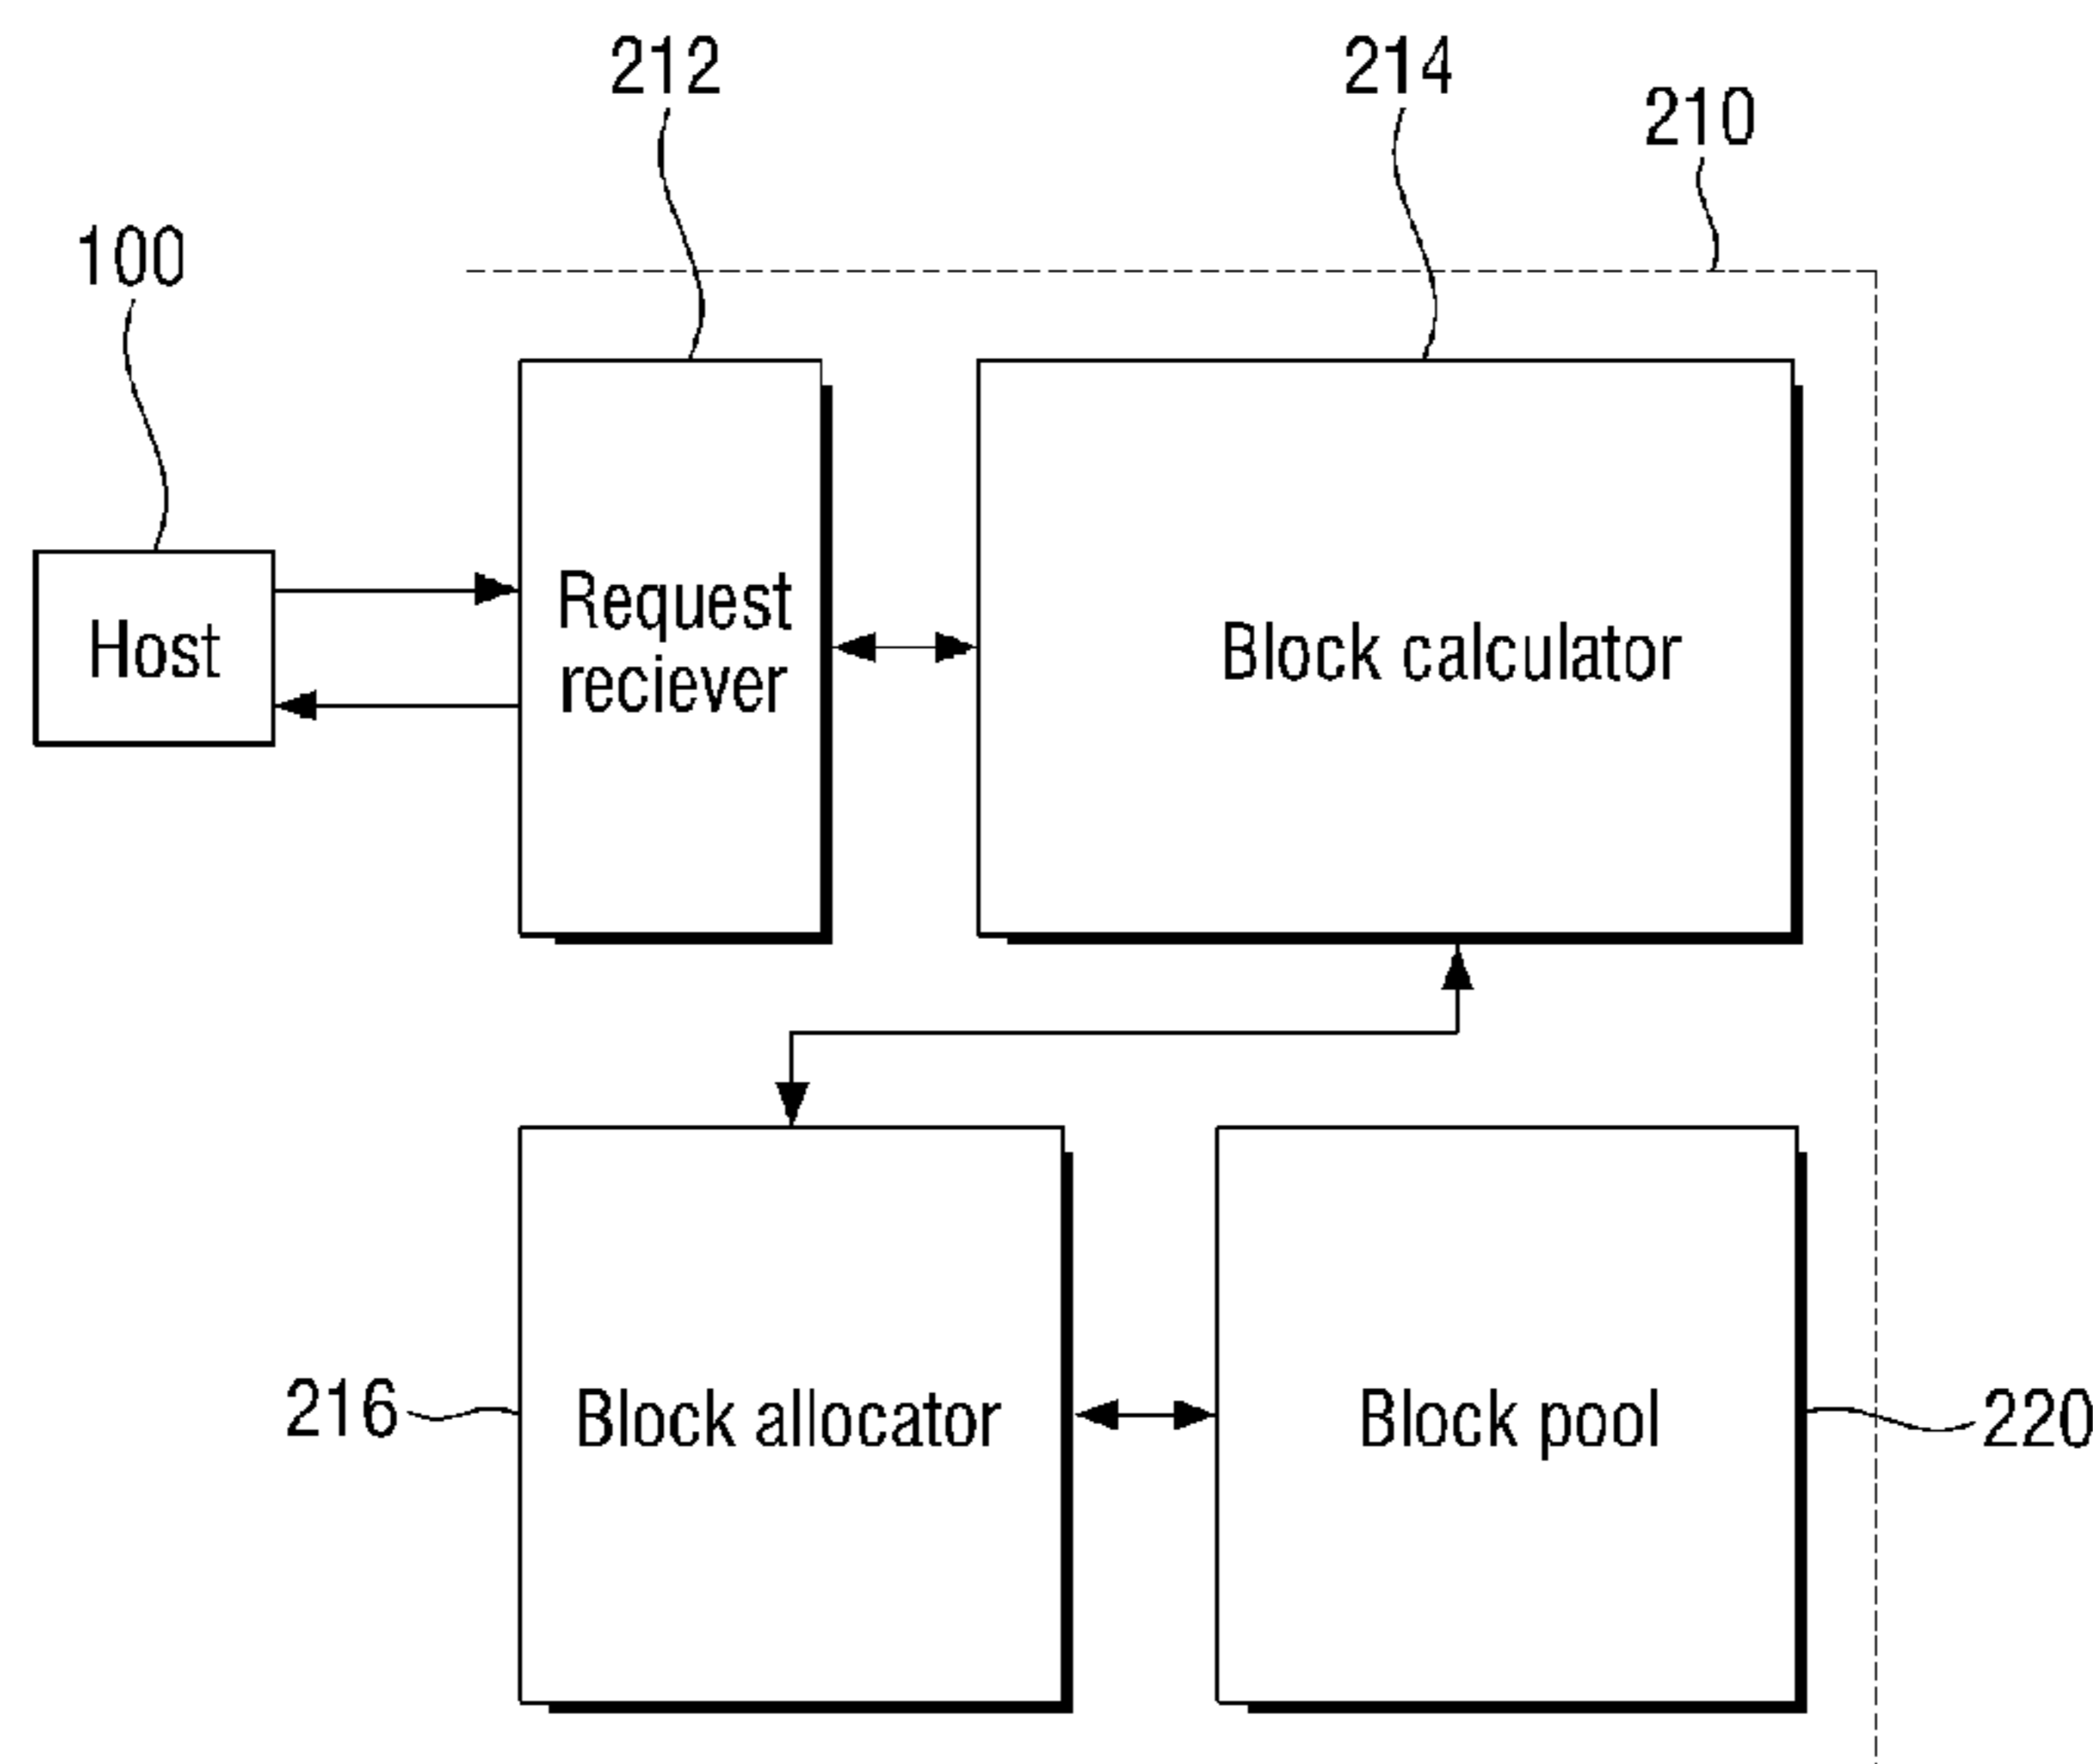 212
214
210
100
Host
Request
reciever
Block calculator
216
Block allocator
Block pool
220